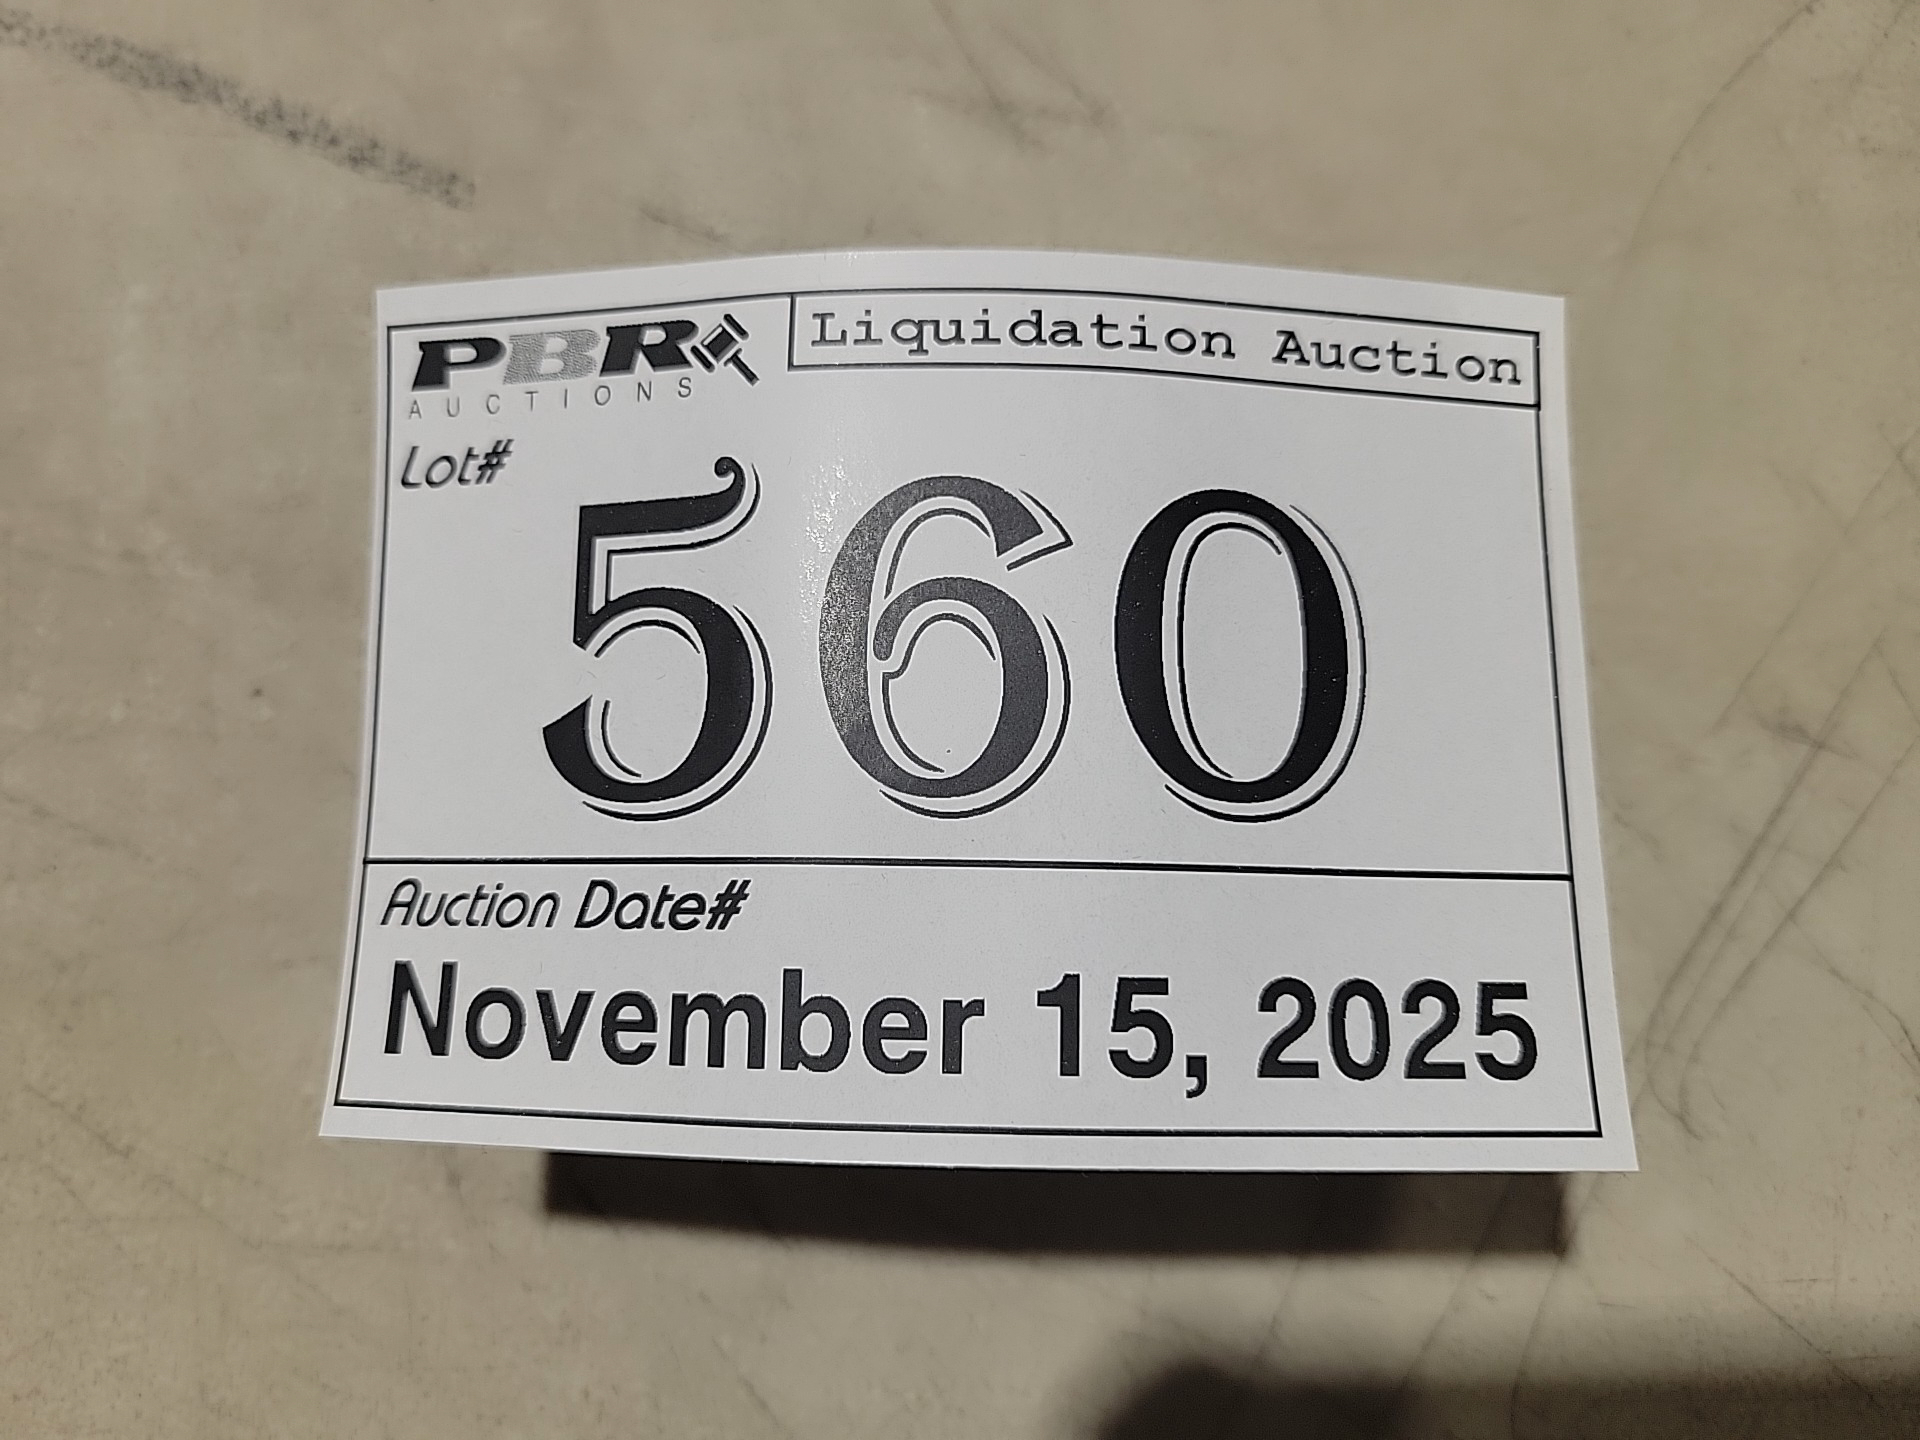 PBR
AUCTIONS
Liquidation Auction
Lot#
560
Auction Date#
November 15, 2025